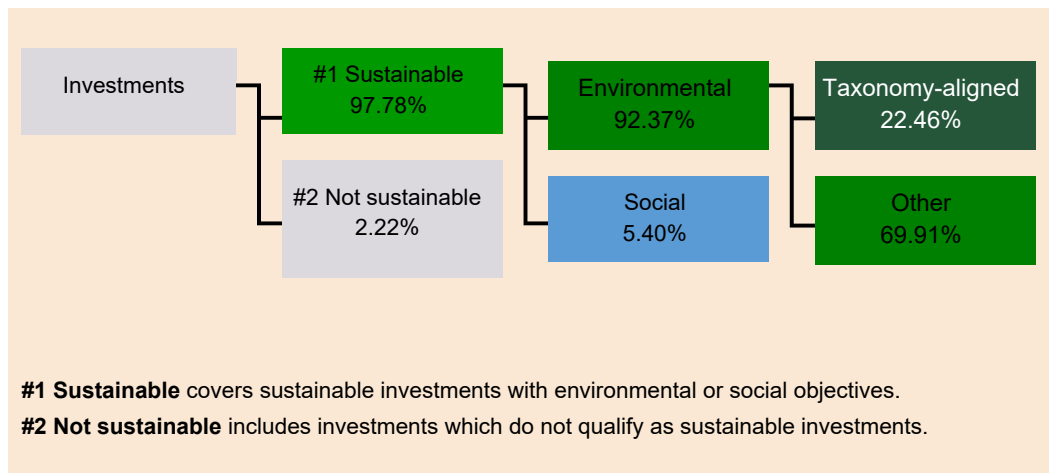 Investments
#1 Sustainable
97.78%
#2 Not sustainable
2.22%
Environmental
92.37%
Social
5.40%
Taxonomy-aligned
22.46%
Other
69.91%
#1 Sustainable covers sustainable investments with environmental or social objectives.
#2 Not sustainable includes investments which do not qualify as sustainable investments.